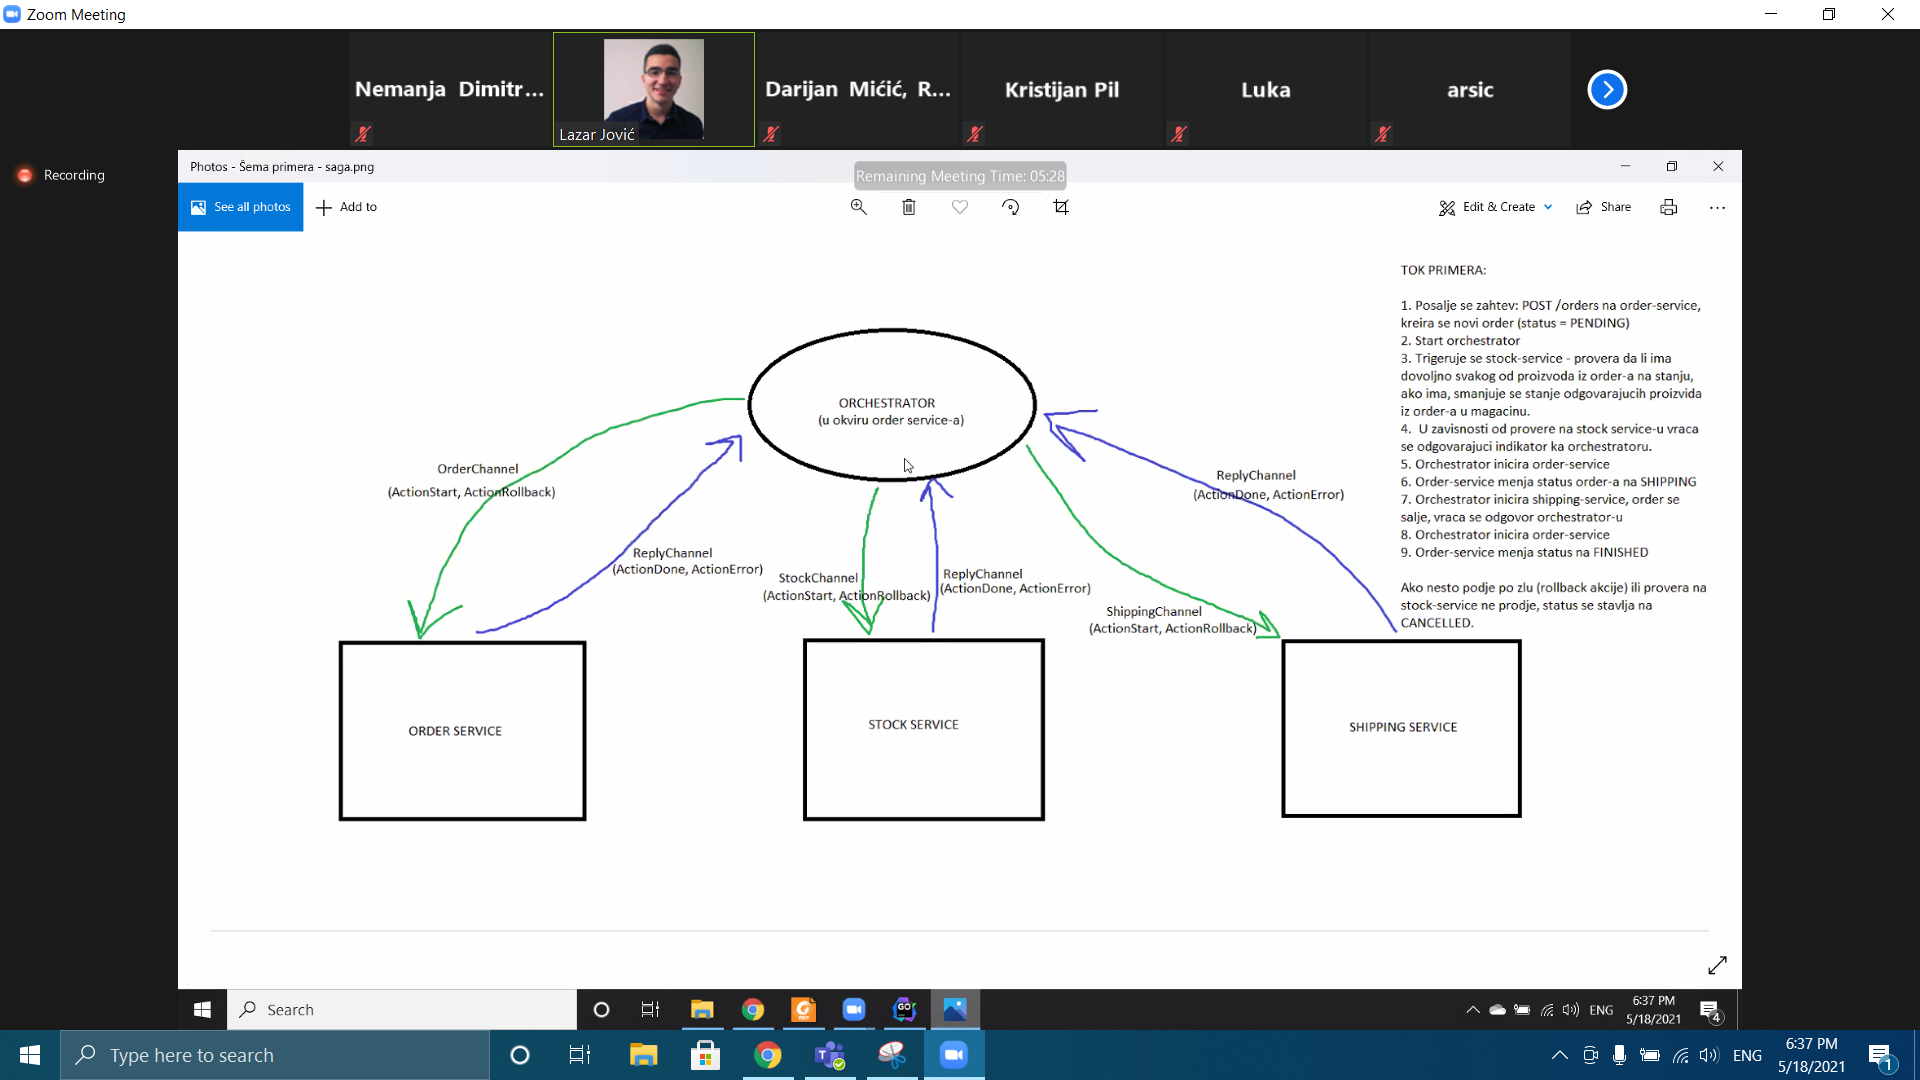 Zoom Meeting
Nemanja Dimitr...
Lazar Jović
Darijan Mićić, R...
Kristijan Pil
Luka
arsic
Recording
Photos - Šema primera - saga.png
Remaining Meeting Time: 05:28
See all photos
Add to
Edit & Create
Share
TOK PRIMERA:
1. Posalje se zahtev: POST /orders na order-service,
kreira se novi order (status = PENDING)
2. Start orchestrator
3. Trigeruje se stock-service - provera da li ima
dovoljno svakog od proizvoda iz order-a na stanju,
ako ima, smanjuje se stanje odgovarajucih proizvida
iz order-a u magacinu.
4. U zavisnosti od provere na stock service-u vraca
se odgovarajuci indikator ka orchestratoru.
5. Orchestrator inicira order-service
6. Order-service menja status order-a na SHIPPING
7. Orchestrator inicira shipping-service, order se
salje, vraca se odgovor orchestrator-u
8. Orchestrator inicira order-service
9. Order-service menja status na FINISHED
Ako nesto podje po zlu (rollback akcije) ili provera na
stock-service ne prodje, status se stavlja na
CANCELLED.
ORCHESTRATOR
(u okviru order service-a)
OrderChannel
(ActionStart, ActionRollback)
ReplyChannel
(ActionDone, ActionError)
StockChannel
(ActionStart, ActionRollback)
ReplyChannel
(ActionDone, ActionError)
ShippingChannel
(ActionStart, ActionRollback)
ReplyChannel
(ActionDone, ActionError)
ORDER SERVICE
STOCK SERVICE
SHIPPING SERVICE
Search
GO
ENG
6:37 PM
5/18/2021
4
Type here to search
ENG
6:37 PM
5/18/2021
1